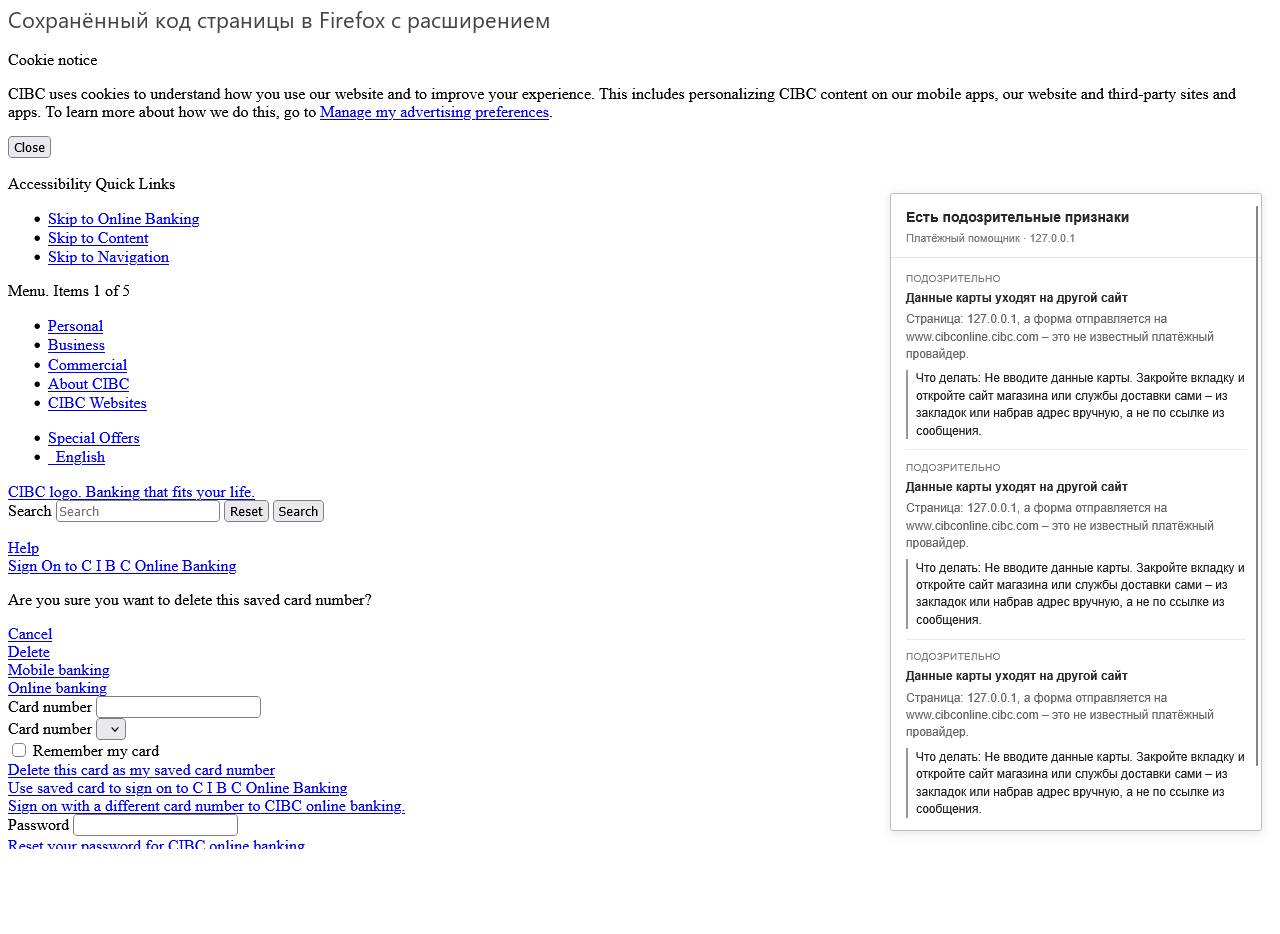 Сохранённый код страницы в Firefox с расширением
Cookie notice
CIBC uses cookies to understand how you use our website and to improve your experience. This includes personalizing CIBC content on our mobile apps, our website and third-party sites and
apps. To learn more about how we do this, go to Manage my advertising preferences.
Close
Accessibility Quick Links
Skip to Online Banking
Skip to Content
Skip to Navigation
Menu. Items 1 of 5
Personal
Business
Commercial
About CIBC
CIBC Websites
Special Offers
English
CIBC logo. Banking that fits your life.
Search Search Reset Search
Help
Sign On to C I B C Online Banking
Are you sure you want to delete this saved card number?
Cancel
Delete
Mobile banking
Online banking
Card number
Card number
Remember my card
Delete this card as my saved card number
Use saved card to sign on to C I B C Online Banking
Sign on with a different card number to CIBC online banking.
Password
Reset your password for CIBC online banking
Есть подозрительные признаки
Платёжный помощник · 127.0.0.1
ПОДОЗРИТЕЛЬНО
Данные карты уходят на другой сайт
Страница: 127.0.0.1, а форма отправляется на
www.cibconline.cibc.com – это не известный платёжный
провайдер.
Что делать: Не вводите данные карты. Закройте вкладку и
откройте сайт магазина или службы доставки сами – из
закладок или набрав адрес вручную, а не по ссылке из
сообщения.
ПОДОЗРИТЕЛЬНО
Данные карты уходят на другой сайт
Страница: 127.0.0.1, а форма отправляется на
www.cibconline.cibc.com – это не известный платёжный
провайдер.
Что делать: Не вводите данные карты. Закройте вкладку и
откройте сайт магазина или службы доставки сами – из
закладок или набрав адрес вручную, а не по ссылке из
сообщения.
ПОДОЗРИТЕЛЬНО
Данные карты уходят на другой сайт
Страница: 127.0.0.1, а форма отправляется на
www.cibconline.cibc.com – это не известный платёжный
провайдер.
Что делать: Не вводите данные карты. Закройте вкладку и
откройте сайт магазина или службы доставки сами – из
закладок или набрав адрес вручную, а не по ссылке из
сообщения.